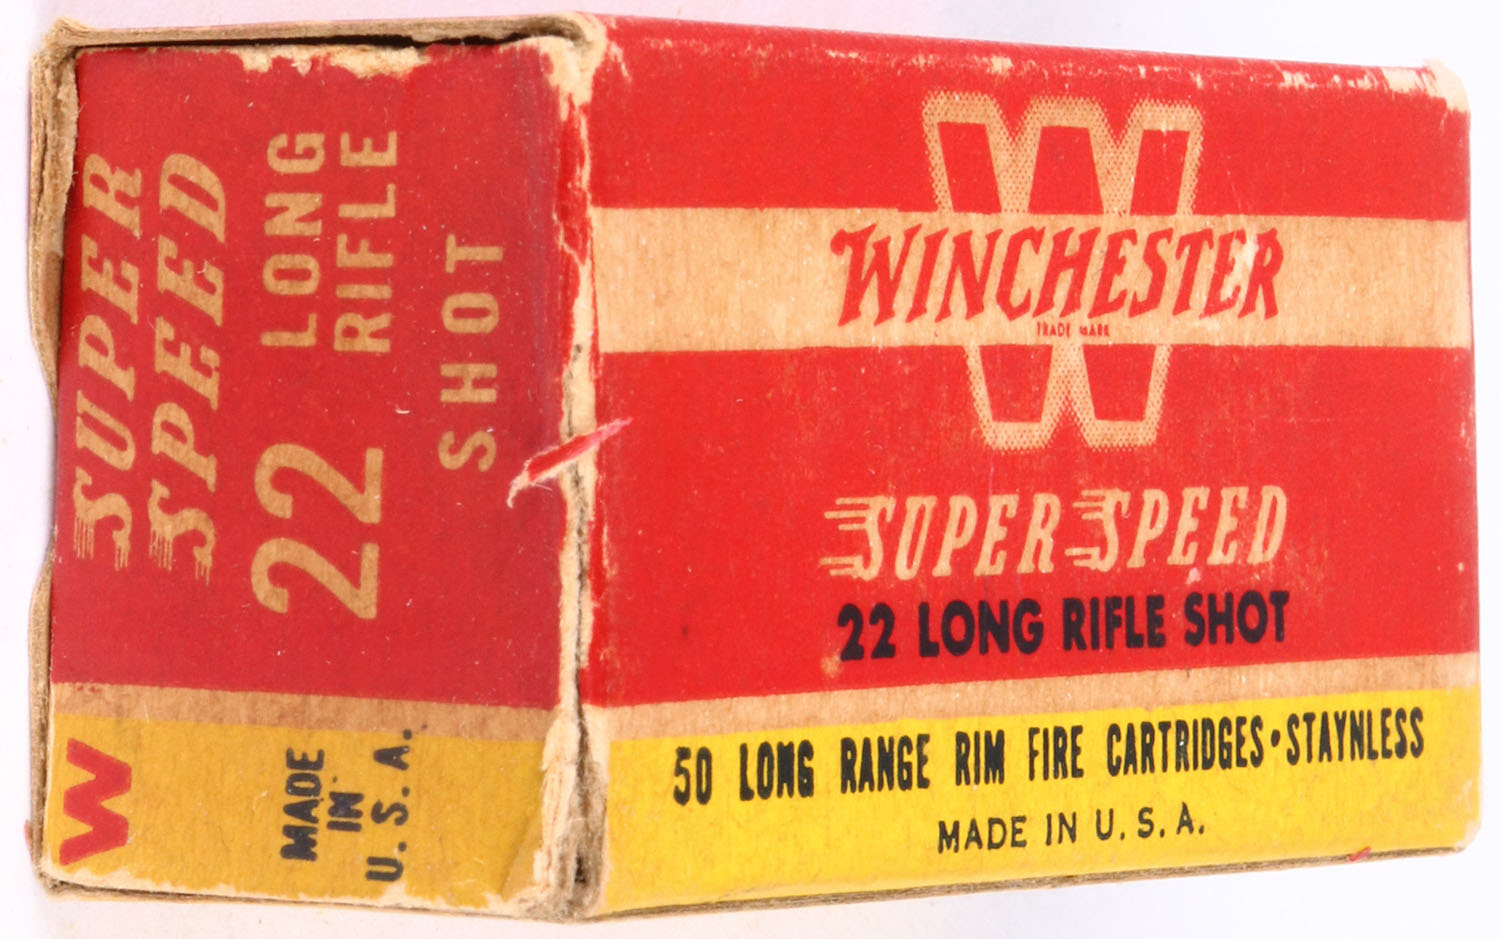 SUPER
SPEED
22 LONG
RIFLE
SHOT
W
MADE
IN
U.S.A.
W
WINCHESTER
TRADE MARK
SUPER SPEED
22 LONG RIFLE SHOT
50 LONG RANGE RIM FIRE CARTRIDGES•STAYNLESS
MADE IN U.S.A.